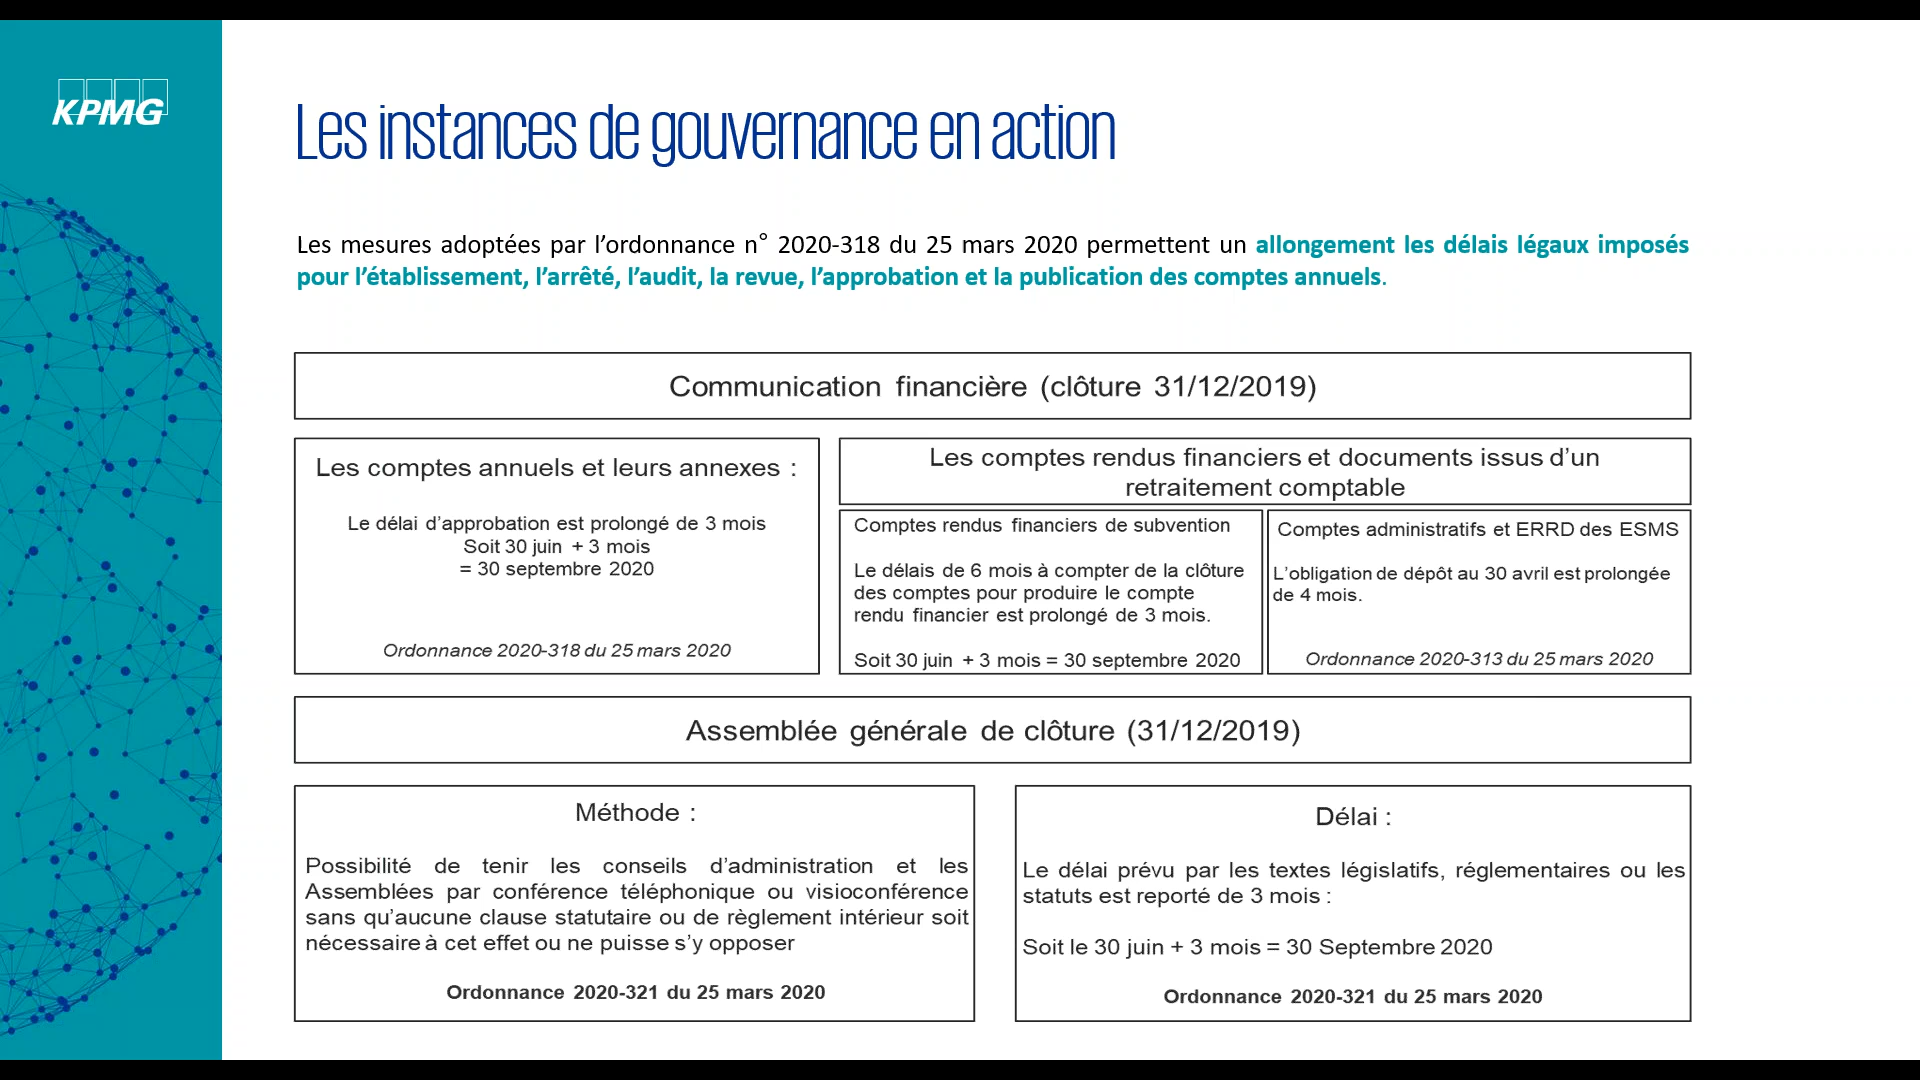 KPMG
Les instances de gouvernance en action
Les mesures adoptées par l’ordonnance n° 2020-318 du 25 mars 2020 permettent un allongement les délais légaux imposés
pour l’établissement, l’arrêté, l’audit, la revue, l’approbation et la publication des comptes annuels.
Communication financière (clôture 31/12/2019)
Les comptes annuels et leurs annexes :
Le délai d’approbation est prolongé de 3 mois
Soit 30 juin + 3 mois
= 30 septembre 2020
Ordonnance 2020-318 du 25 mars 2020
Les comptes rendus financiers et documents issus d’un
retraitement comptable
Comptes rendus financiers de subvention
Le délais de 6 mois à compter de la clôture
des comptes pour produire le compte
rendu financier est prolongé de 3 mois.
Soit 30 juin + 3 mois = 30 septembre 2020
Comptes administratifs et ERRD des ESMS
L’obligation de dépôt au 30 avril est prolongée
de 4 mois.
Ordonnance 2020-313 du 25 mars 2020
Assemblée générale de clôture (31/12/2019)
Méthode :
Possibilité de tenir les conseils d’administration et les
Assemblées par conférence téléphonique ou visioconférence
sans qu’aucune clause statutaire ou de règlement intérieur soit
nécessaire à cet effet ou ne puisse s’y opposer
Ordonnance 2020-321 du 25 mars 2020
Délai :
Le délai prévu par les textes législatifs, réglementaires ou les
statuts est reporté de 3 mois :
Soit le 30 juin + 3 mois = 30 Septembre 2020
Ordonnance 2020-321 du 25 mars 2020